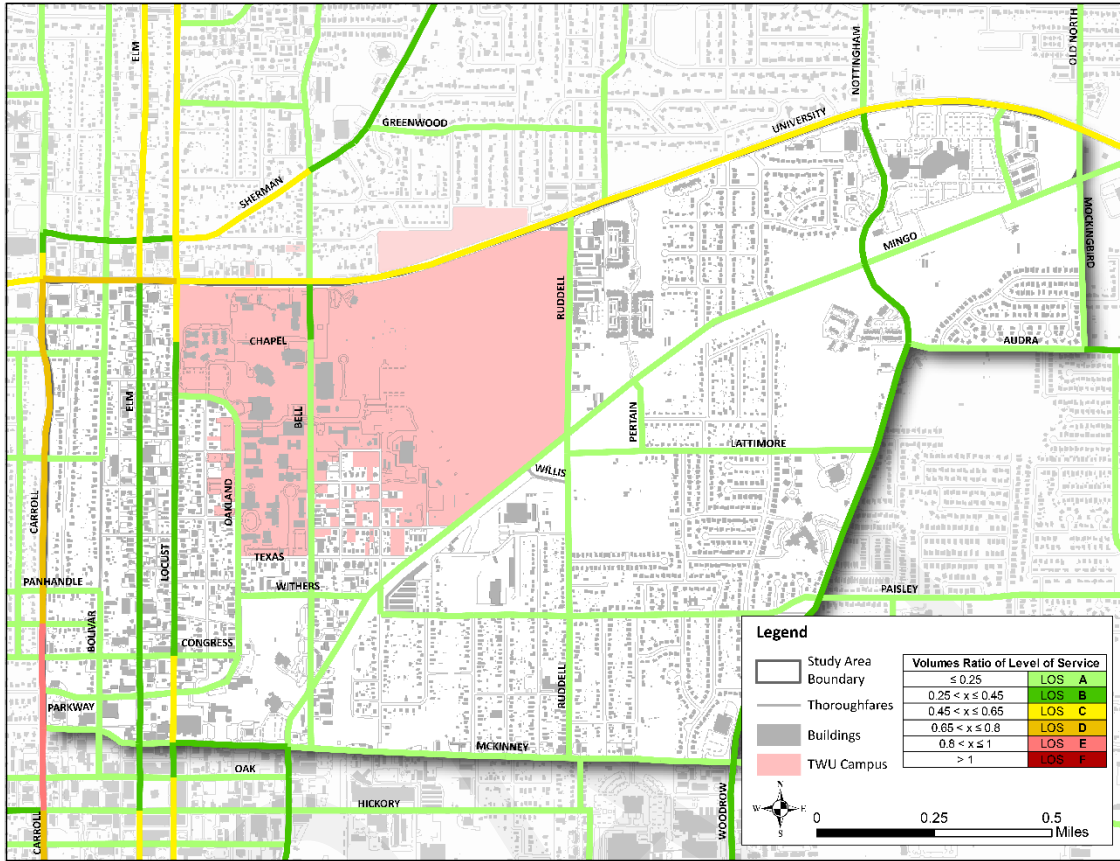 ELM
NOTTINGHAM
OLD NORTH
GREENWOOD
UNIVERSITY
SHERMAN
MINGO
MOCKINGBIRD
RUDDELL
CHAPEL
AUDRA
ELM
BELL
PERTAIN
LATTIMORE
WILLIS
CARROLL
OAKLAND
LOCUST
TEXAS
PANHANDLE
WITHERS
PAISLEY
BOLIVAR
CONGRESS
RUDDELL
PARKWAY
MCKINNEY
OAK
HICKORY
CARROLL
WOODROW
Legend
Study Area
Boundary
Thoroughfares
Buildings
TWU Campus
Volumes Ratio of Level of Service
≤ 0.25 LOS A
0.25 < x ≤ 0.45 LOS B
0.45 < x ≤ 0.65 LOS C
0.65 < x ≤ 0.8 LOS D
0.8 < x ≤ 1 LOS E
> 1 LOS F
N
W E
S
0 0.25 0.5
Miles